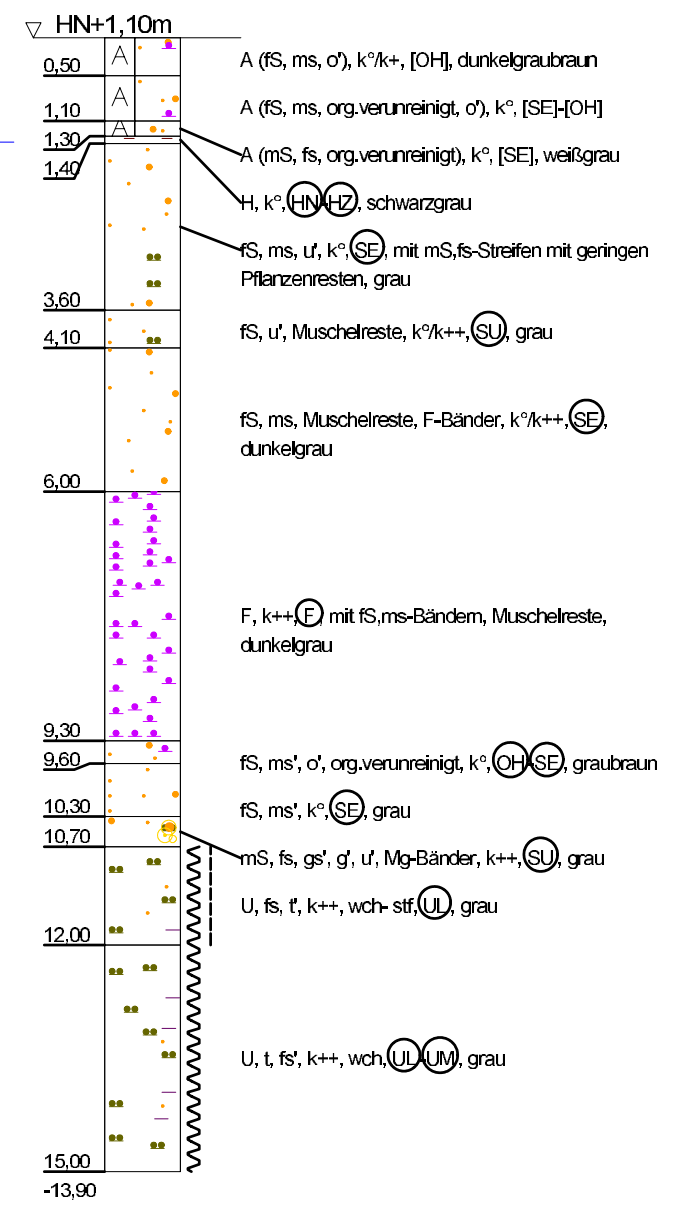 HN+1,10m
A
0,50
A (fS, ms, o'), k°/k+, [OH], dunkelgraubraun
A
1,10
A (fS, ms, org.verunreinigt, o'), k°, [SE]-[OH]
A
1,30
A (mS, fs, org.verunreinigt), k°, [SE], weißgrau
1,40
H, k°, HN-HZ, schwarzgrau
fS, ms, u', k°, SE, mit mS,fs-Streifen mit geringen
Pflanzenresten, grau
3,60
fS, u', Muschelreste, k°/k++, SU, grau
4,10
fS, ms, Muschelreste, F-Bänder, k°/k++, SE,
dunkelgrau
6,00
F, k++, F, mit fS,ms-Bändern, Muschelreste,
dunkelgrau
9,30
9,60
fS, ms', o', org.verunreinigt, k°, OH-SE, graubraun
10,30
fS, ms', k°, SE, grau
10,70
mS, fs, gs', g', u', Mg-Bänder, k++, SU, grau
U, fs, t', k++, wch- stf, UL, grau
12,00
U, t, fs', k++, wch, UL-UM, grau
15,00
-13,90